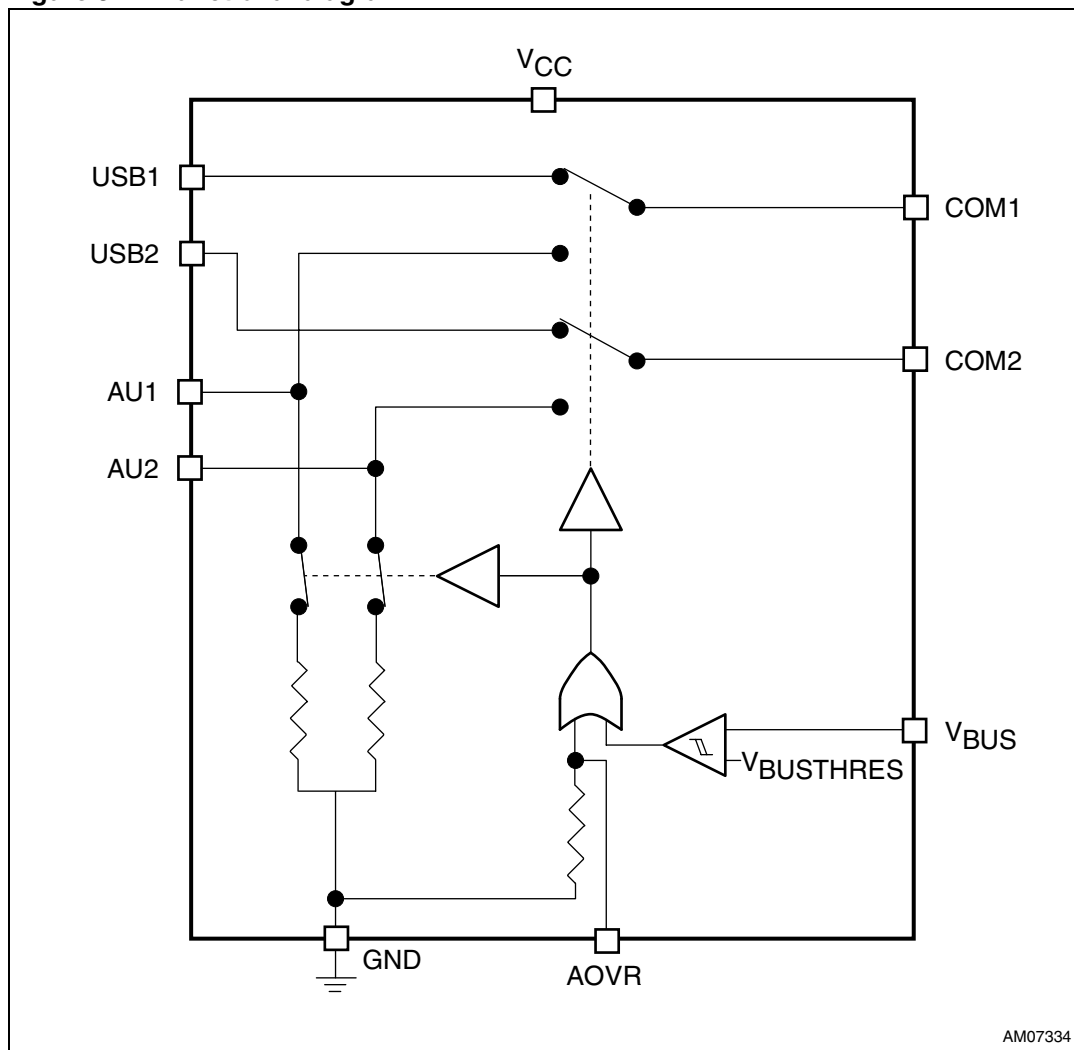 VCC
USB1
COM1
USB2
COM2
AU1
AU2
VBUS
VBUSTHRES
GND
AOVR
AM07334